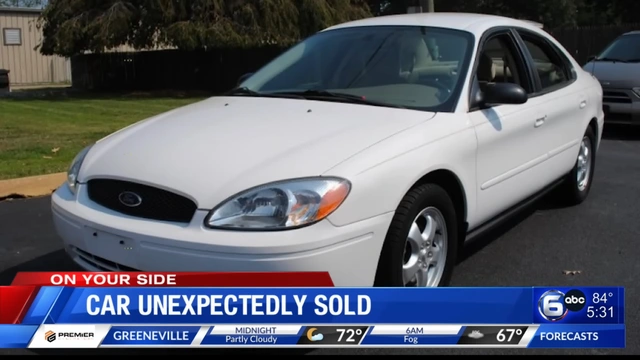 Ford
ON YOUR SIDE
CAR UNEXPECTEDLY SOLD
6 abc 84°
5:31
PREMIER GREENEVILLE MIDNIGHT Partly Cloudy 72° 6AM Fog 67° FORECASTS